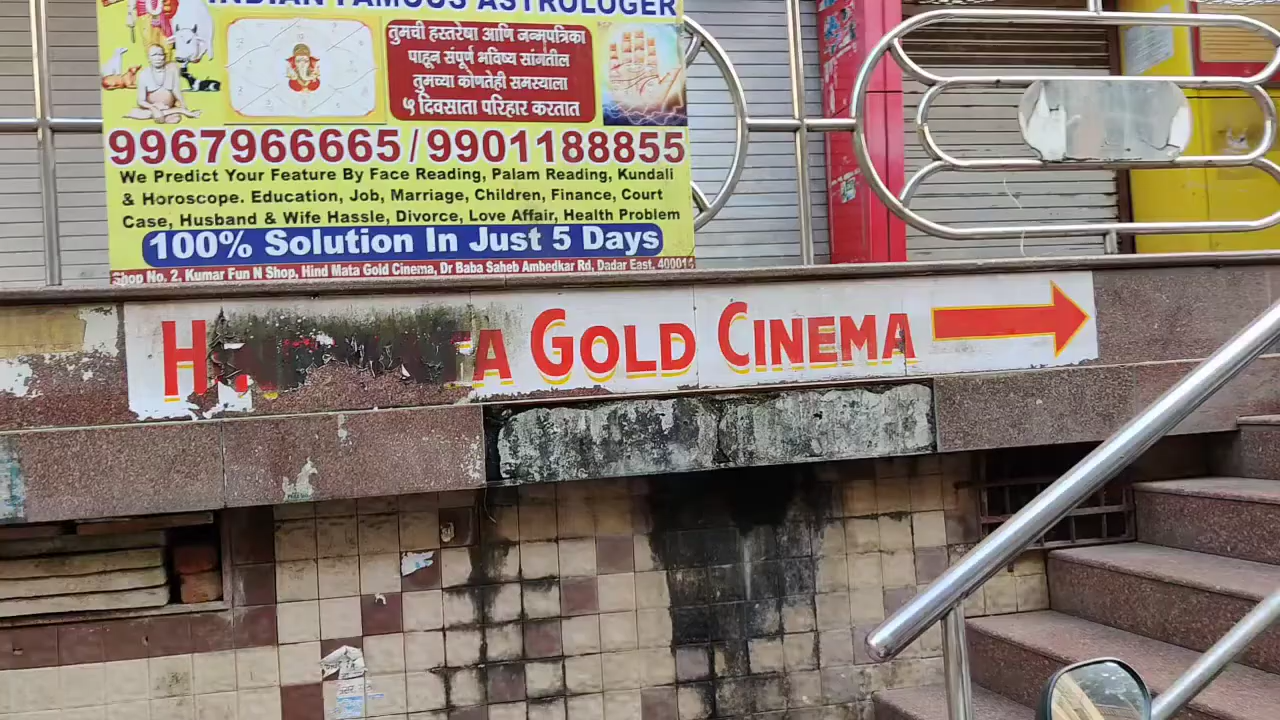 INDIAN FAMOUS ASTROLOGER
तुमची हस्तरेषा आणि जन्मपत्रिका
पाहून संपूर्ण भविष्य सांगतील
तुमच्या कोणतेही समस्याला
५ दिवसाता परिहार करतात
9967966665 / 9901188855
We Predict Your Feature By Face Reading, Palam Reading, Kundali
& Horoscope. Education, Job, Marriage, Children, Finance, Court
Case, Husband & Wife Hassle, Divorce, Love Affair, Health Problem
100% Solution In Just 5 Days
Shop No. 2, Kumar Fun N Shop, Hind Mata Gold Cinema, Dr Baba Saheb Ambedkar Rd, Dadar East, 400014
GOLD CINEMA